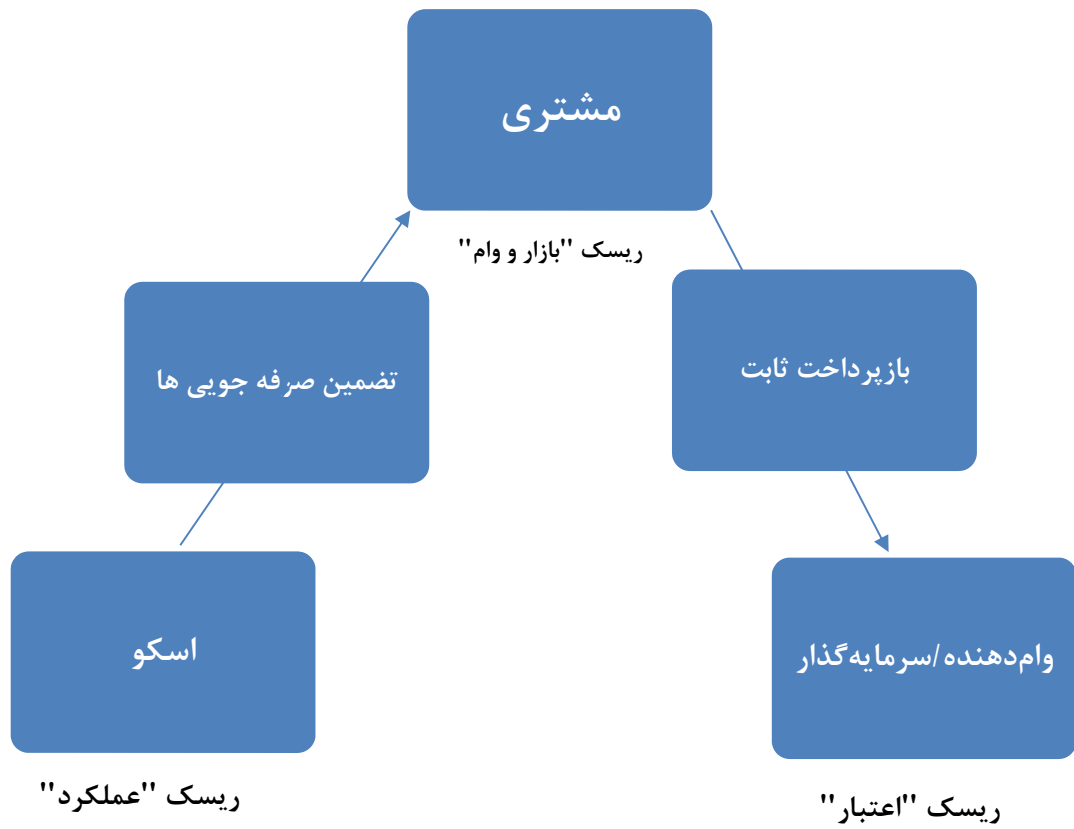 مشتری
ریسک "بازار و وام"
بازپرداخت ثابت
تضمین صرفه جویی ها
وام‌دهنده/سرمایه‌گذار
اسکو
ریسک "اعتبار"
ریسک "عملکرد"